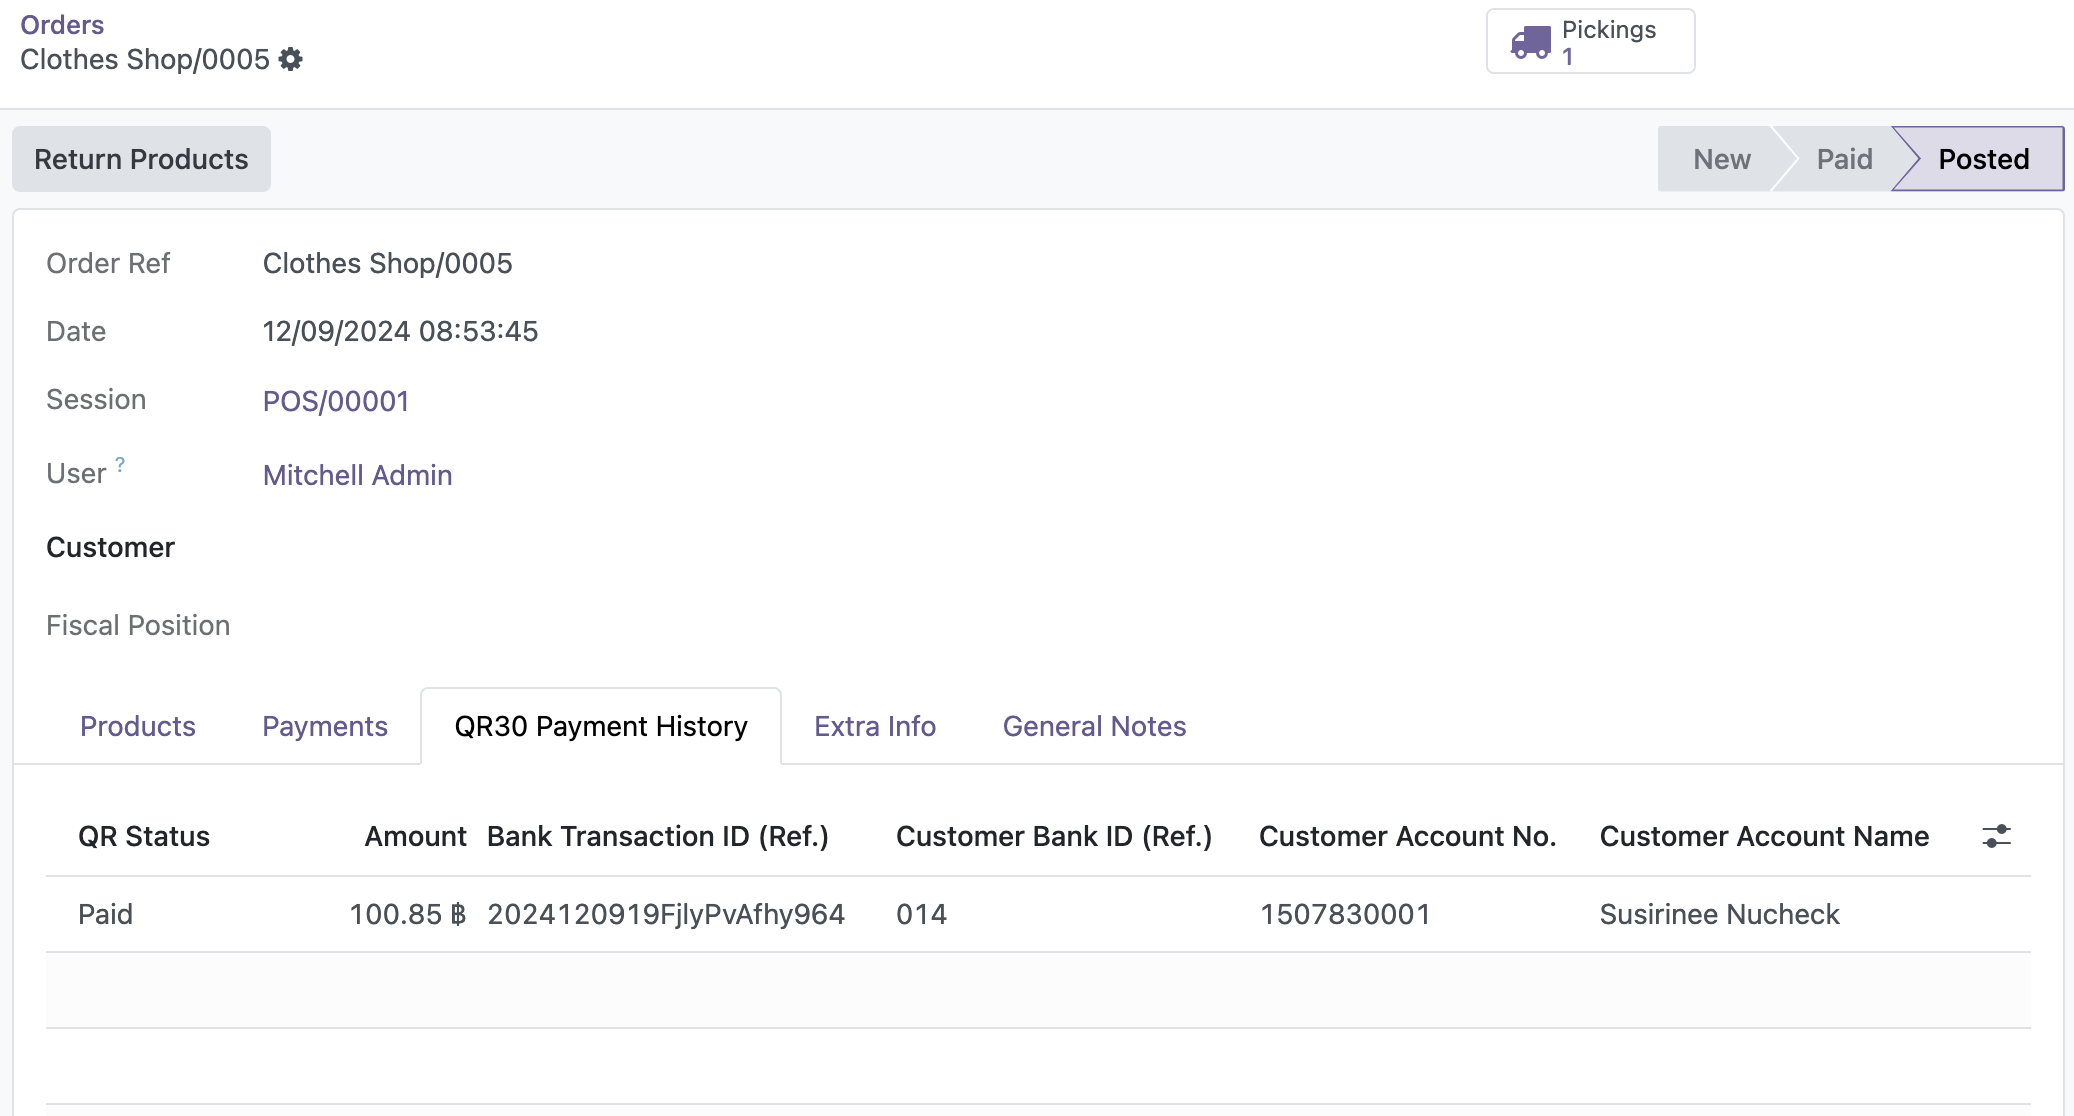 Orders
Clothes Shop/0005
Pickings
1
Return Products
New
Paid
Posted
Order Ref Clothes Shop/0005
Date 12/09/2024 08:53:45
Session POS/00001
User ? Mitchell Admin
Customer
Fiscal Position
Products Payments QR30 Payment History Extra Info General Notes
QR Status Amount Bank Transaction ID (Ref.) Customer Bank ID (Ref.) Customer Account No. Customer Account Name
Paid 100.85 ฿ 2024120919FjlyPvAfhy964 014 1507830001 Susirinee Nucheck